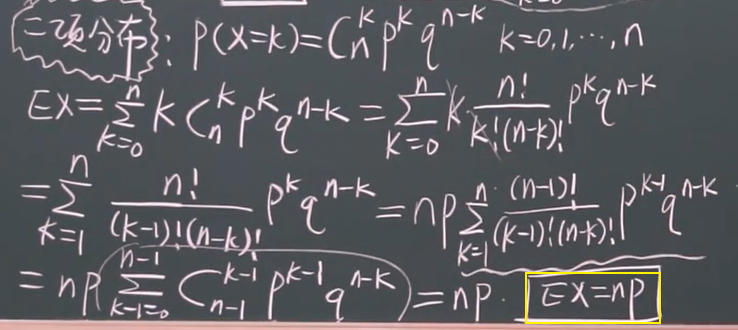 二项分布: P(X=k)=C_n^k p^k q^{n-k} k=0,1,⋯,n
EX=\sum_{k=0}^{n} k C_n^k p^k q^{n-k} = \sum_{k=0}^{n} k \frac{n!}{k!(n-k)!} p^k q^{n-k}
=\sum_{k=1}^{n} \frac{n!}{(k-1)!(n-k)!} p^k q^{n-k} = np \sum_{k=1}^{n} \frac{(n-1)!}{(k-1)!(n-k)!} p^{k-1} q^{n-k}
= np \sum_{k-1=0}^{n-1} C_{n-1}^{k-1} p^{k-1} q^{n-k} = np. EX=np